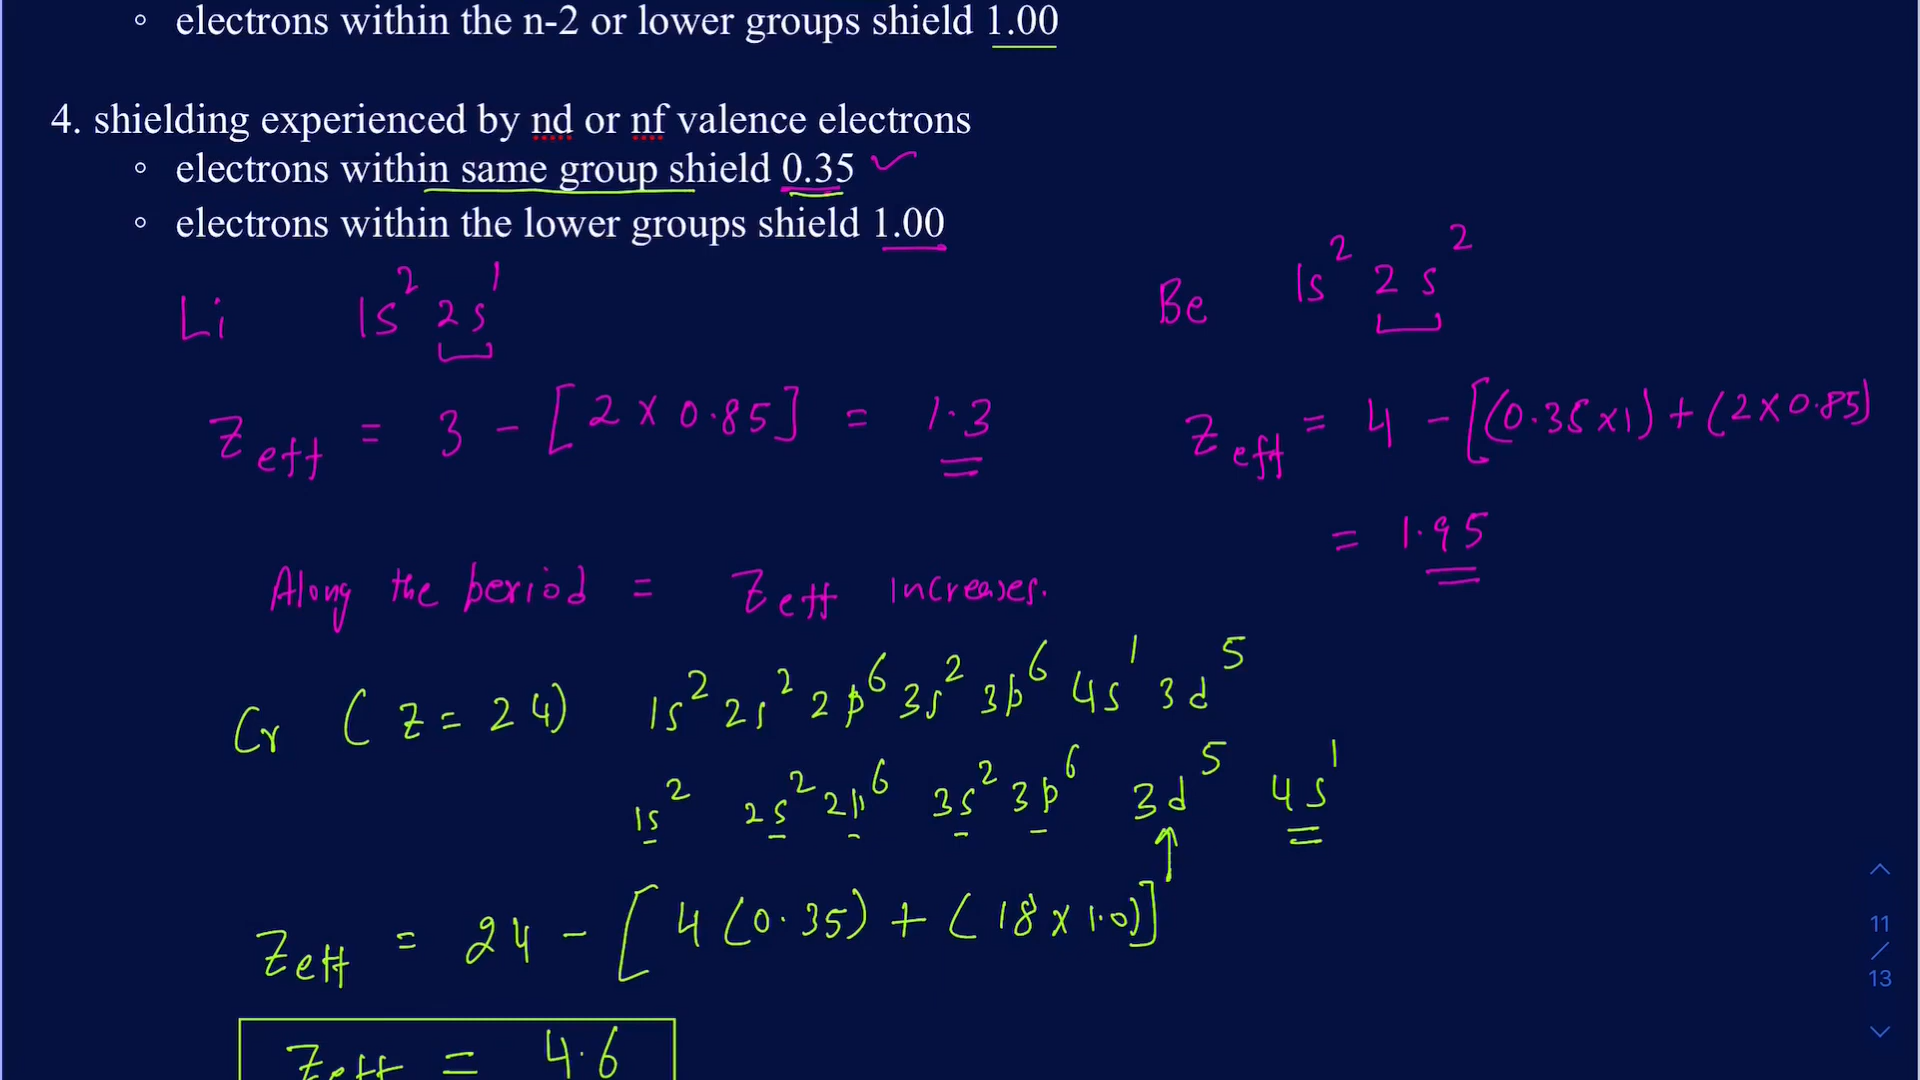 ◦ electrons within the n-2 or lower groups shield 1.00
4. shielding experienced by nd or nf valence electrons
◦ electrons within same group shield 0.35 ✓
◦ electrons within the lower groups shield 1.00
Li 1s² 2s¹
Be 1s² 2s²
Zeff = 3 - [2 × 0.85] = 1.3
Zeff = 4 - [(0.35 × 1) + (2 × 0.85)
= 1.95
Along the period = Zeff increases.
Cr (Z = 24) 1s² 2s² 2p⁶ 3s² 3p⁶ 4s¹ 3d⁵
1s² 2s² 2p⁶ 3s² 3p⁶ 3d⁵ 4s¹
Zeff = 24 - [4 (0.35) + (18 × 1.0)]
Zeff = 4.6
11
/
13